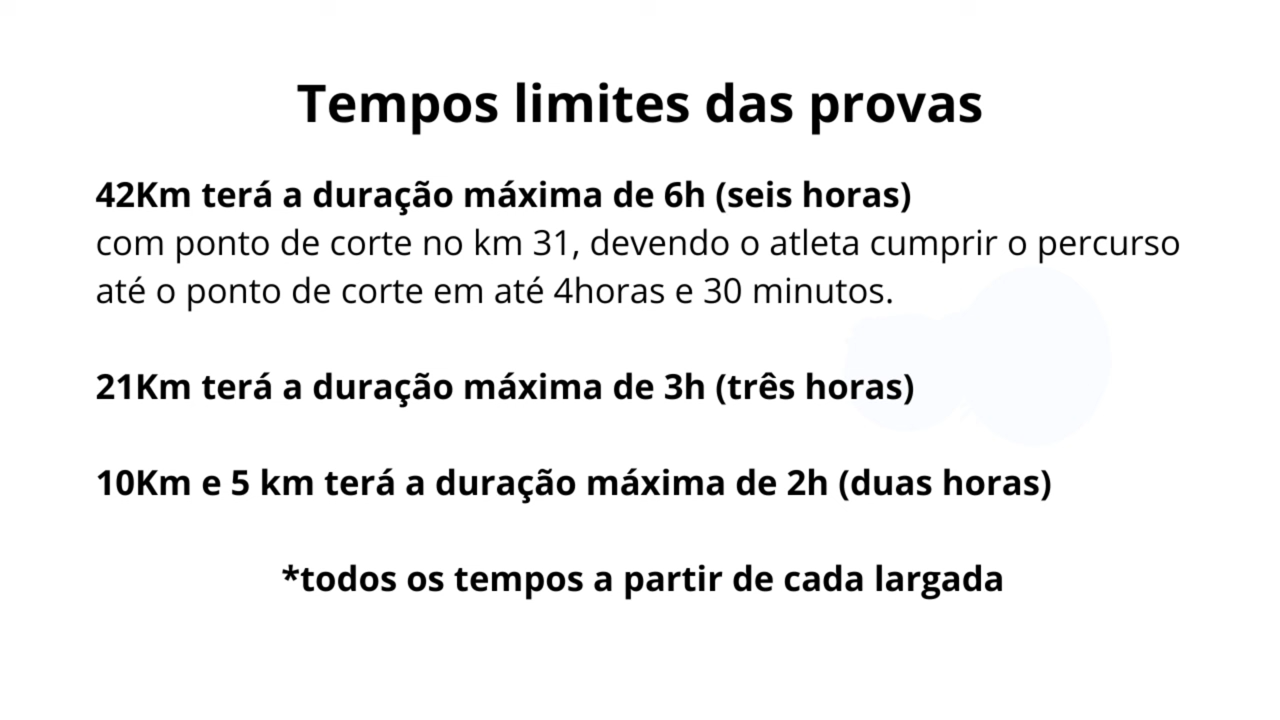 Tempos limites das provas
42Km terá a duração máxima de 6h (seis horas)
com ponto de corte no km 31, devendo o atleta cumprir o percurso
até o ponto de corte em até 4horas e 30 minutos.
21Km terá a duração máxima de 3h (três horas)
10Km e 5 km terá a duração máxima de 2h (duas horas)
*todos os tempos a partir de cada largada